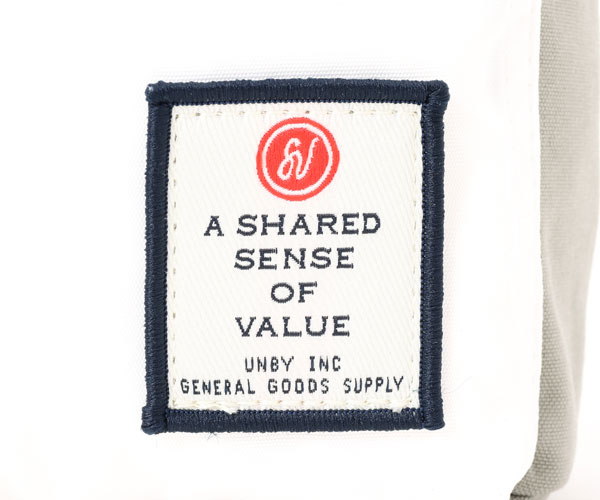 A SHARED
SENSE
OF
VALUE
UNBY INC
GENERAL GOODS SUPPLY